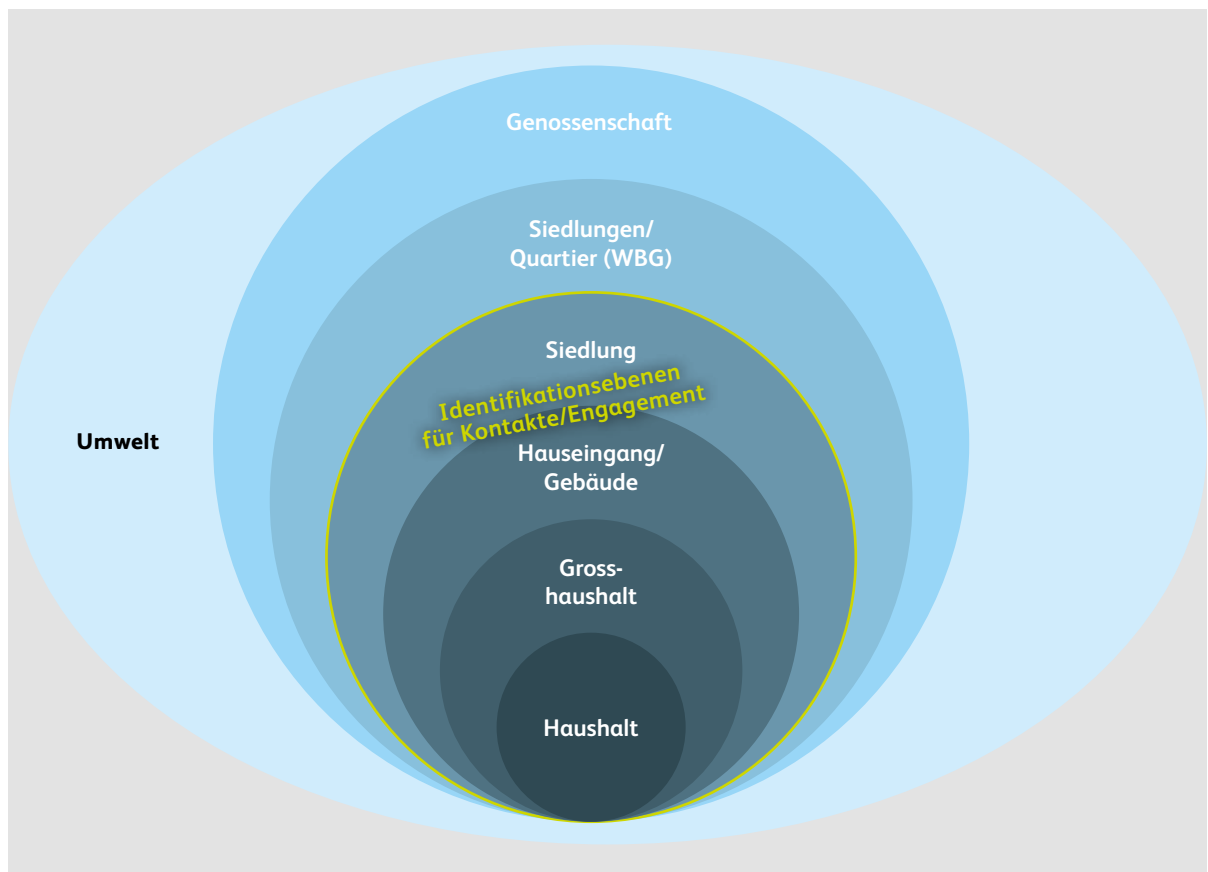 Genossenschaft
Siedlungen/
Quartier (WBG)
Siedlung
Identifikationsebenen
für Kontakte/Engagement
Umwelt
Hauseingang/
Gebäude
Gross-
haushalt
Haushalt